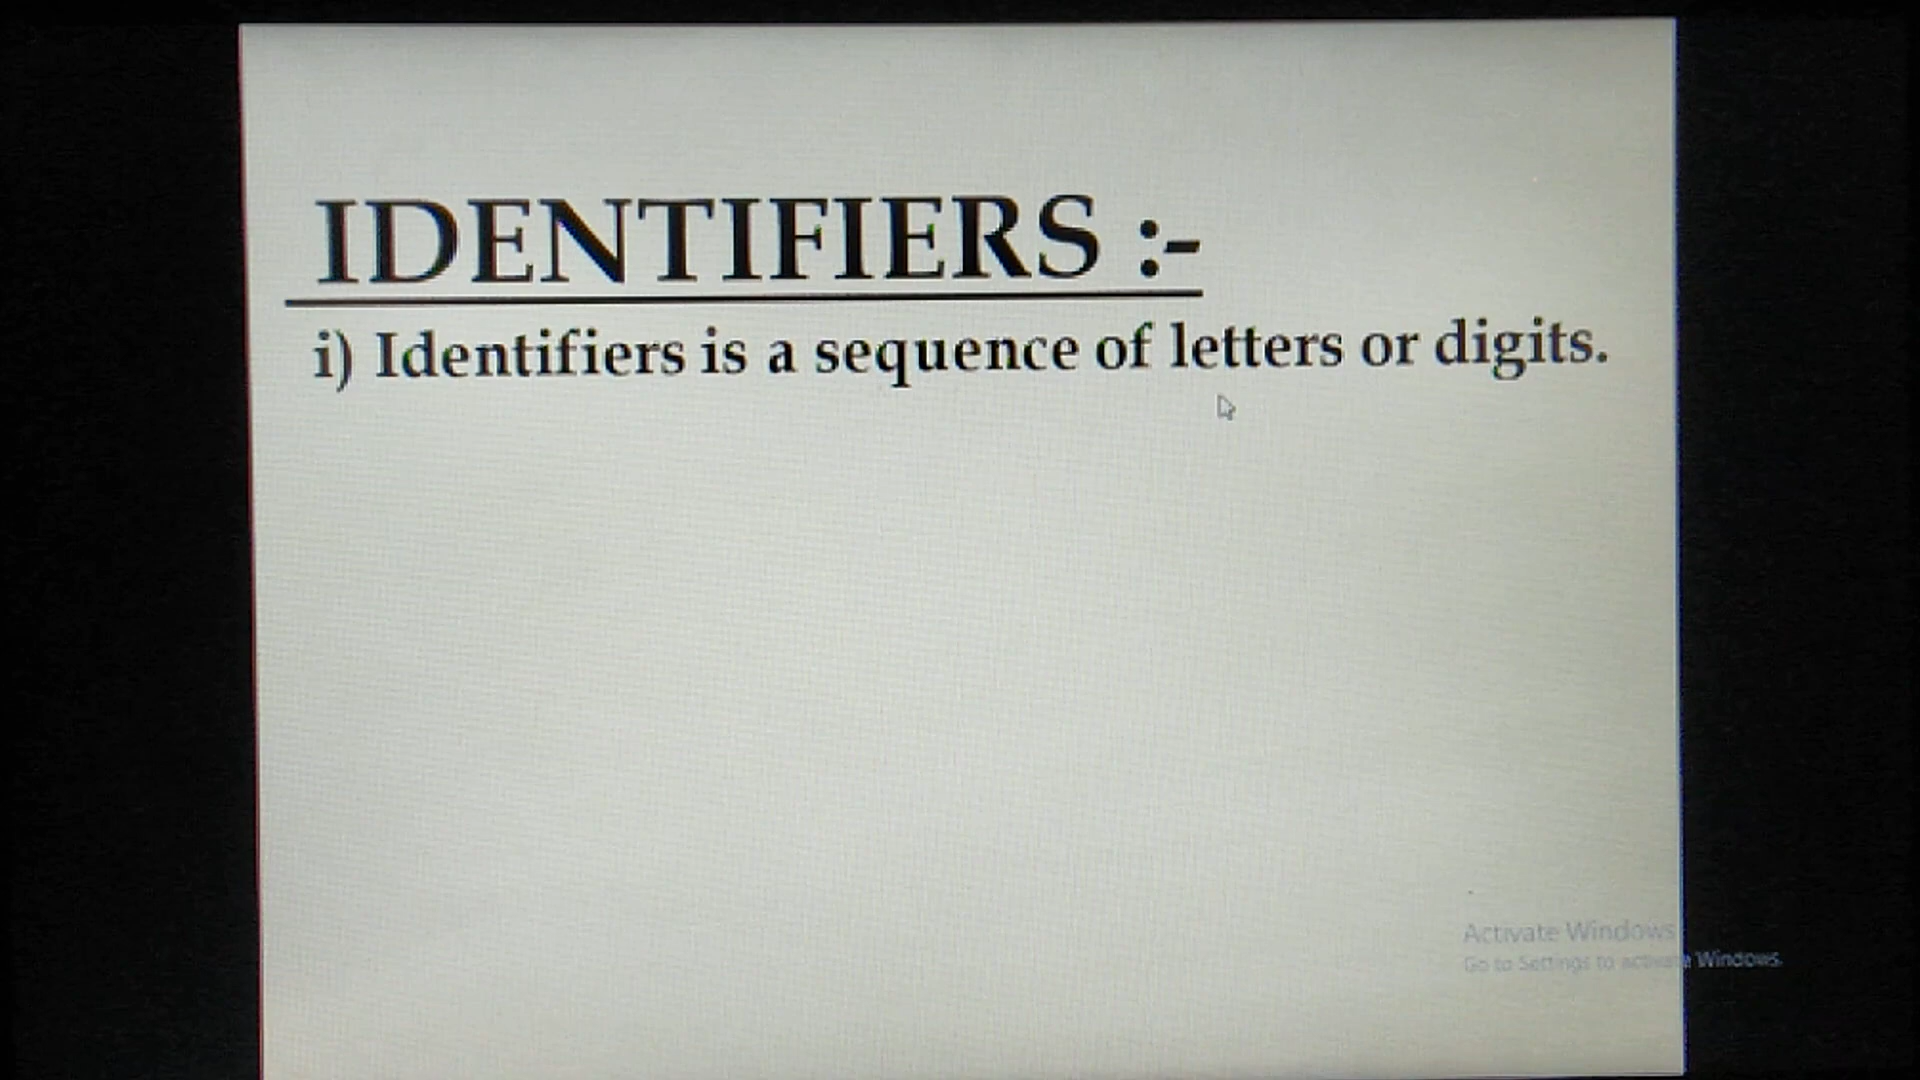 IDENTIFIERS :-
i) Identifiers is a sequence of letters or digits.
Activate Windows
Go to Settings to activate Windows.